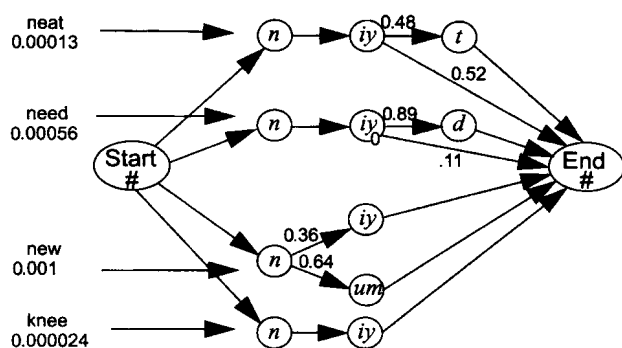 neat
0.00013
n
iy
0.48
t
0.52
need
0.00056
n
iy
0
0.89
d
.11
Start
#
End
#
new
0.001
n
0.36
iy
0.64
um
knee
0.000024
n
iy